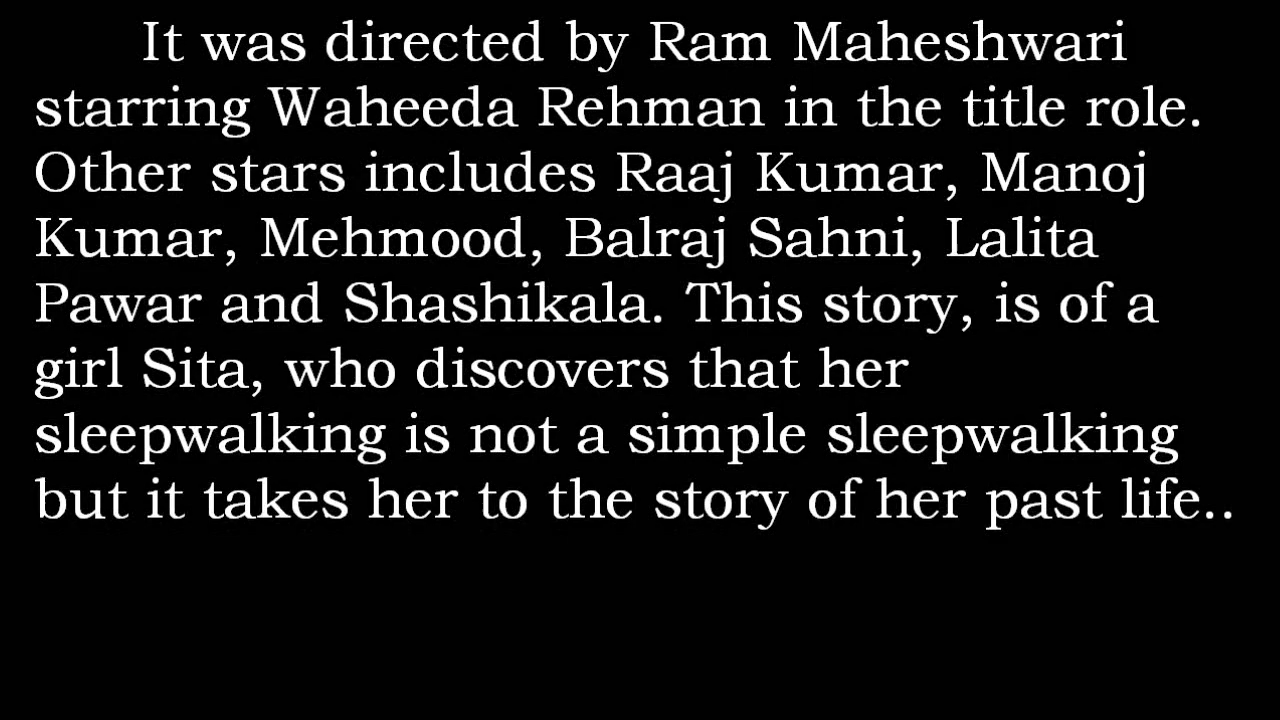 It was directed by Ram Maheshwari
starring Waheeda Rehman in the title role.
Other stars includes Raaj Kumar, Manoj
Kumar, Mehmood, Balraj Sahni, Lalita
Pawar and Shashikala. This story, is of a
girl Sita, who discovers that her
sleepwalking is not a simple sleepwalking
but it takes her to the story of her past life..